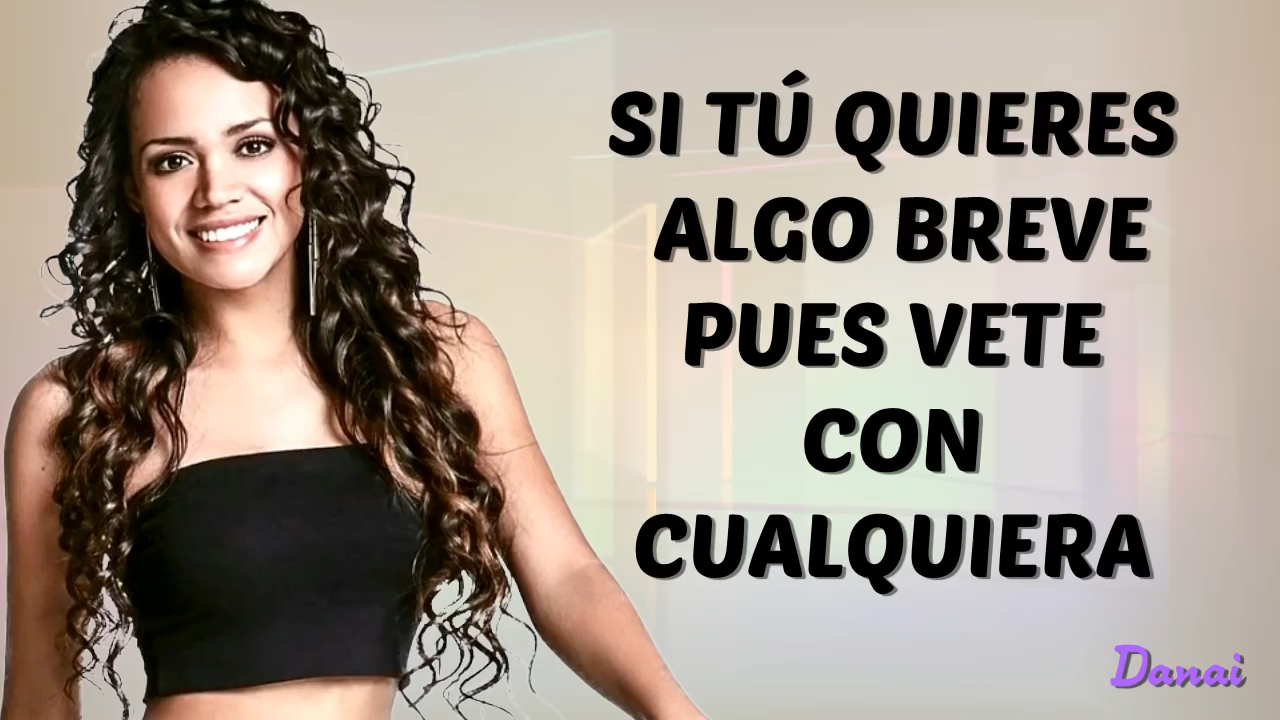 SI TÚ QUIERES
ALGO BREVE
PUES VETE
CON
CUALQUIERA
Danai